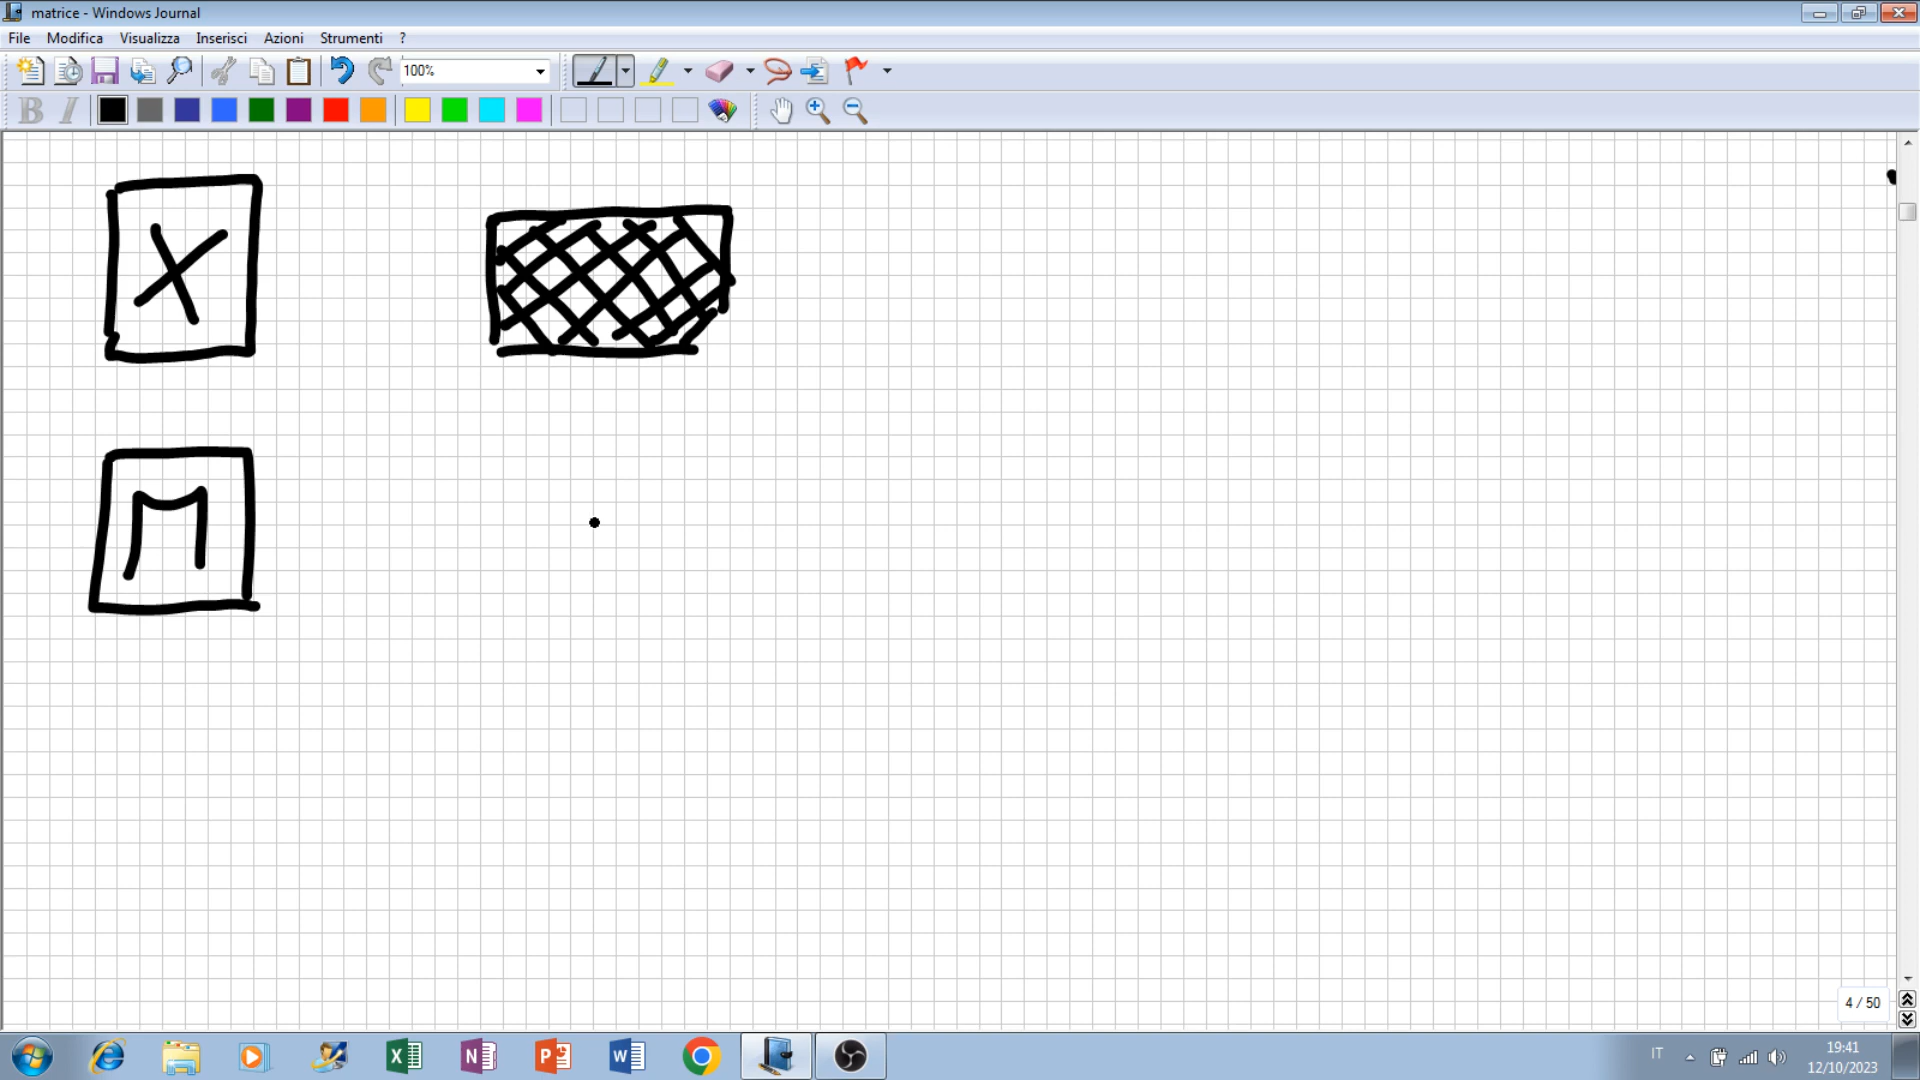 matrice - Windows Journal
File Modifica Visualizza Inserisci Azioni Strumenti ?
100%
B I
X
M
4 / 50
IT 19:41
12/10/2023